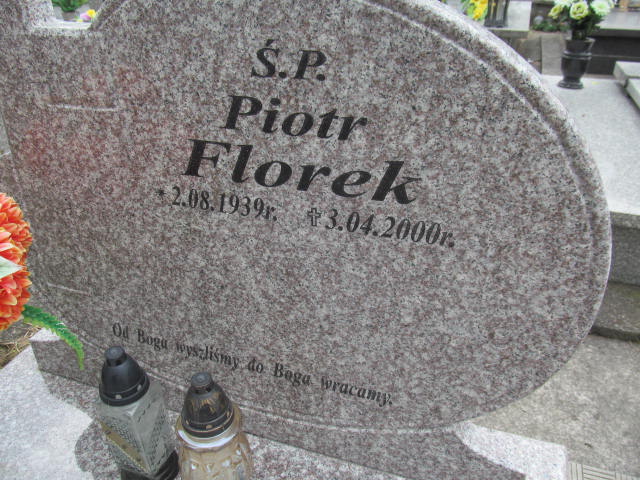 Ś.P.
Piotr
Florek
* 2.08.1939r. ✝ 3.04.2000r.
Od Boga wyszliśmy do Boga wracamy.